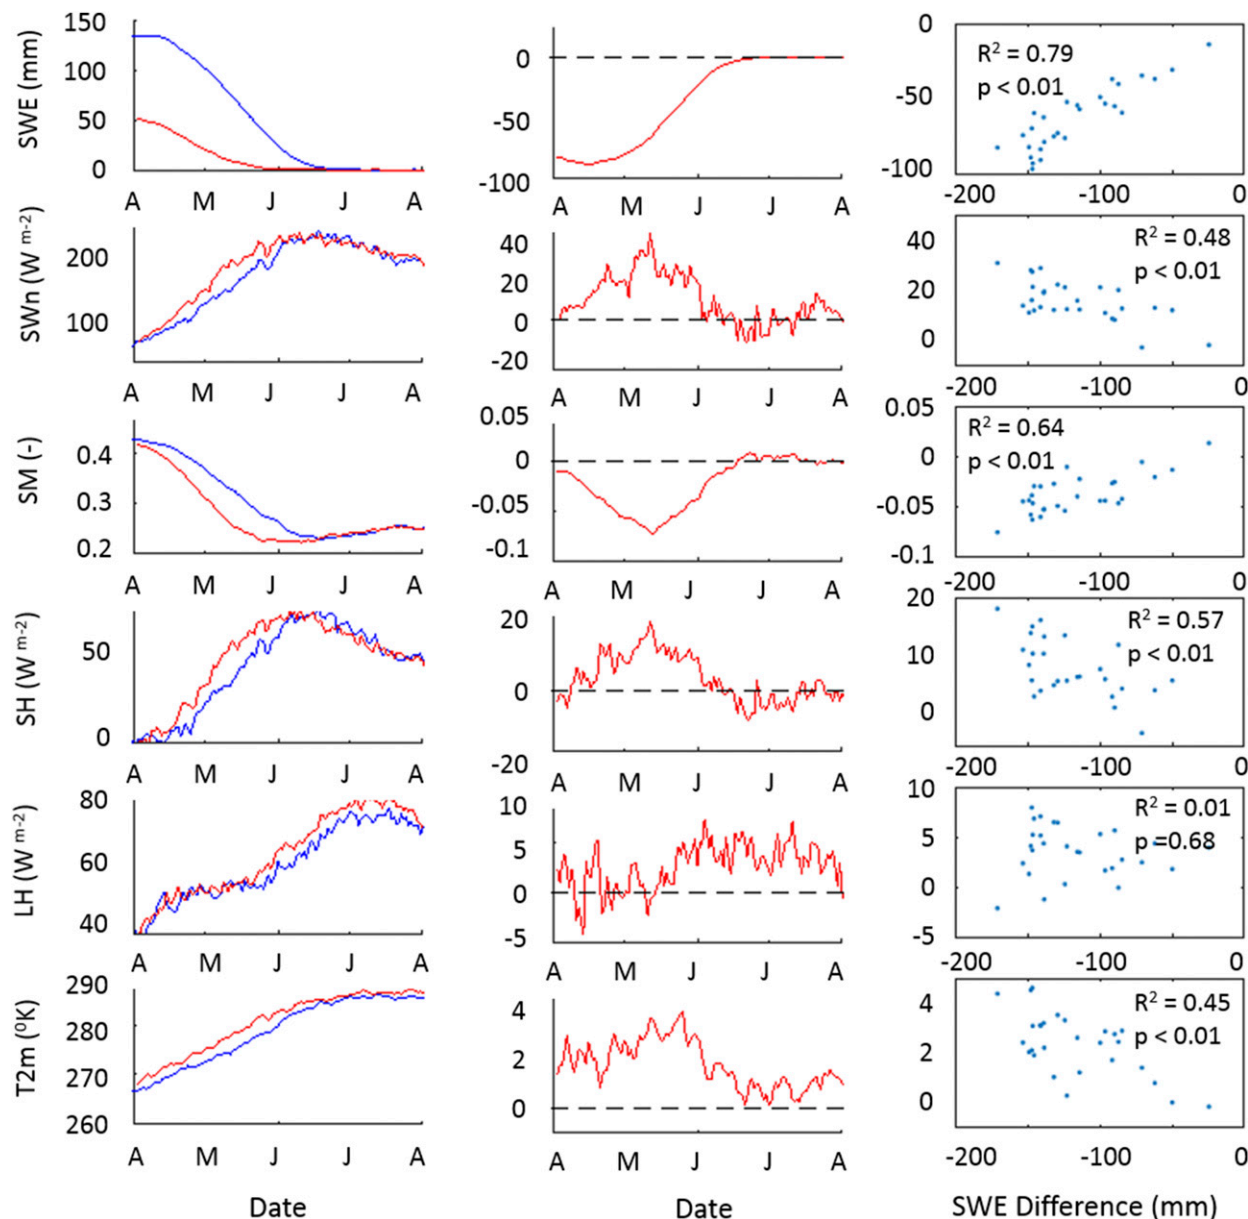 SWE (mm)
150
100
50
0
A M J J A
0
-50
-100
A M J J A
0
-50
-100
R² = 0.79
p < 0.01
-200 -100 0
SWn (W m-2)
200
100
A M J J A
40
20
0
-20
A M J J A
40
20
0
R² = 0.48
p < 0.01
-200 -100 0
SM (-)
0.4
0.3
0.2
A M J J A
0.05
0
-0.05
-0.1
A M J J A
0.05
0
-0.05
-0.1
R² = 0.64
p < 0.01
-200 -100 0
SH (W m-2)
50
0
A M J J A
20
0
-20
A M J J A
20
10
0
R² = 0.57
p < 0.01
-200 -100 0
LH (W m-2)
80
60
40
A M J J A
10
5
0
-5
A M J J A
10
5
0
-5
R² = 0.01
p =0.68
-200 -100 0
T2m (⁰K)
290
280
270
260
A M J J A
Date
4
2
0
A M J J A
Date
4
2
0
R² = 0.45
p < 0.01
-200 -100 0
SWE Difference (mm)